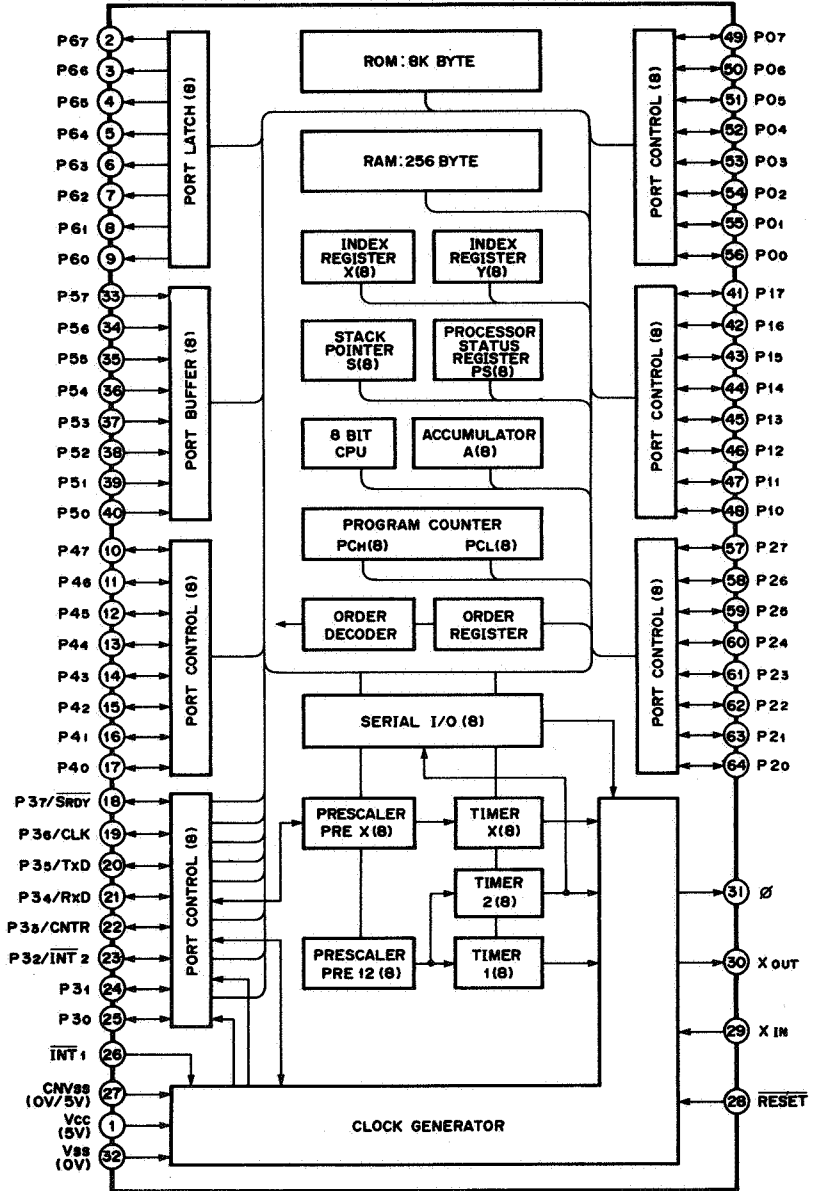 P67 2
P66 3
P65 4
P64 5
P63 6
P62 7
P61 8
P60 9
PORT LATCH (8)
P57 33
P56 34
P55 35
P54 36
P53 37
P52 38
P51 39
P50 40
PORT BUFFER (8)
P47 10
P46 11
P45 12
P44 13
P43 14
P42 15
P41 16
P40 17
PORT CONTROL (8)
P37/SRDY 18
P36/CLK 19
P35/TxD 20
P34/RxD 21
P33/CNTR 22
P32/INT 2 23
P31 24
P30 25
PORT CONTROL (8)
INT 1 26
CNVss 27
(0V/5V)
Vcc 1
(5V)
Vss 32
(0V)
ROM:8K BYTE
RAM:256 BYTE
INDEX
REGISTER
X(8)
INDEX
REGISTER
Y(8)
STACK
POINTER
S(8)
PROCESSOR
STATUS
REGISTER
PS(8)
8 BIT
CPU
ACCUMULATOR
A(8)
PROGRAM COUNTER
PCH(8) PCL(8)
ORDER
DECODER
ORDER
REGISTER
SERIAL I/O (8)
PRESCALER
PRE X(8)
TIMER
X(8)
TIMER
2(8)
PRESCALER
PRE 12(8)
TIMER
1(8)
CLOCK GENERATOR
PORT CONTROL (8)
49 P07
50 P06
51 P05
52 P04
53 P03
54 P02
55 P01
56 P00
PORT CONTROL (8)
41 P17
42 P16
43 P15
44 P14
45 P13
46 P12
47 P11
48 P10
PORT CONTROL (8)
57 P27
58 P26
59 P25
60 P24
61 P23
62 P22
63 P21
64 P20
31 Ø
30 X OUT
29 X IN
28 RESET